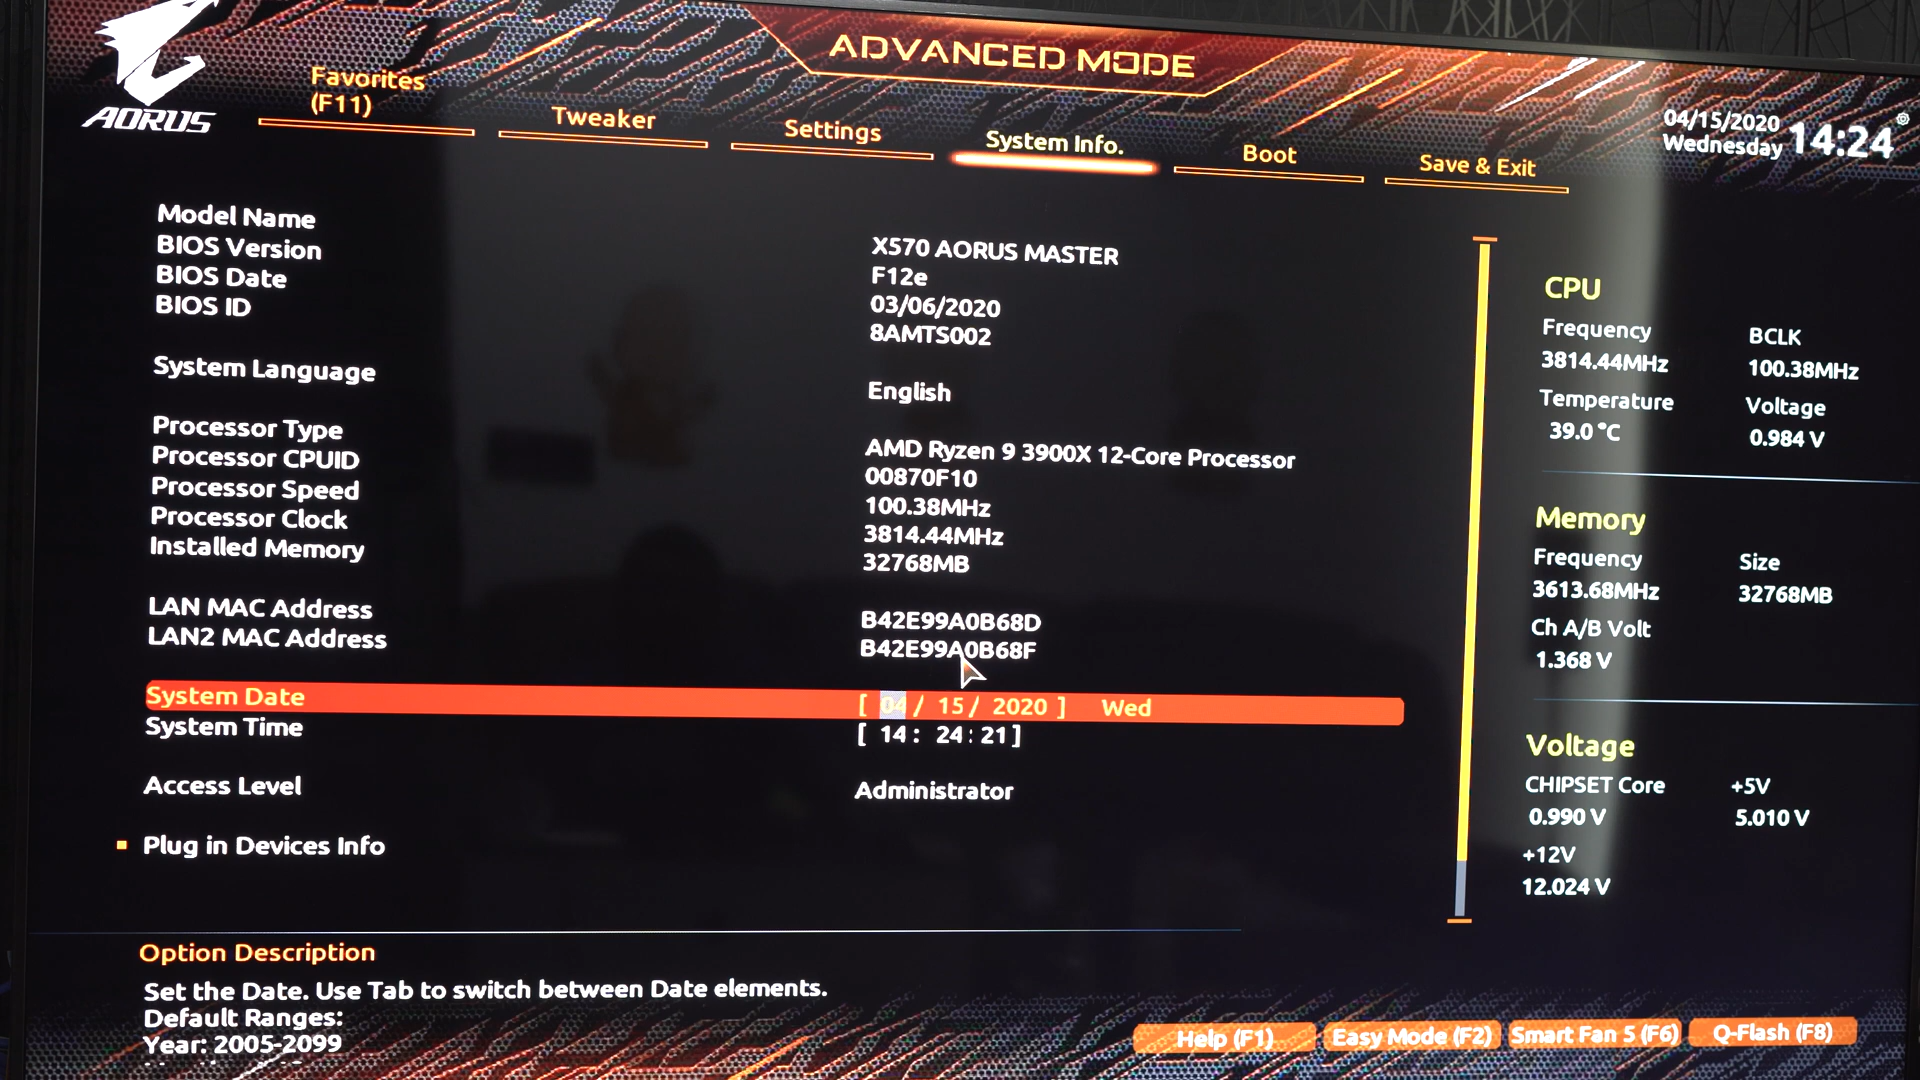 ADVANCED MODE
AORUS
Favorites
(F11)
Tweaker
Settings
System Info.
Boot
Save & Exit
04/15/2020
Wednesday
14:24
Model Name
X570 AORUS MASTER
BIOS Version
F12e
BIOS Date
03/06/2020
BIOS ID
8AMTS002
System Language
English
Processor Type
AMD Ryzen 9 3900X 12-Core Processor
Processor CPUID
00870F10
Processor Speed
100.38MHz
Processor Clock
3814.44MHz
Installed Memory
32768MB
LAN MAC Address
B42E99A0B68D
LAN2 MAC Address
B42E99A0B68F
System Date
[ 04/ 15/ 2020 ] Wed
System Time
[ 14: 24: 21]
Access Level
Administrator
Plug in Devices Info
CPU
Frequency BCLK
3814.44MHz 100.38MHz
Temperature Voltage
39.0 °C 0.984 V
Memory
Frequency Size
3613.68MHz 32768MB
Ch A/B Volt
1.368 V
Voltage
CHIPSET Core +5V
0.990 V 5.010 V
+12V
12.024 V
Option Description
Set the Date. Use Tab to switch between Date elements.
Default Ranges:
Year: 2005-2099
Help (F1)
Easy Mode (F2)
Smart Fan 5 (F6)
Q-Flash (F8)